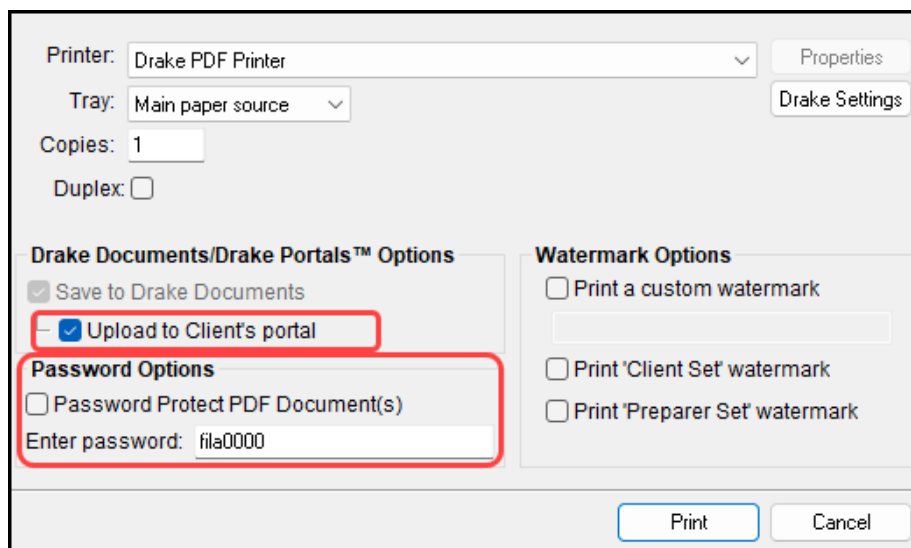 Printer: Drake PDF Printer Properties
Tray: Main paper source Drake Settings
Copies: 1
Duplex:
Drake Documents/Drake Portals™ Options
Save to Drake Documents
Upload to Client's portal
Password Options
Password Protect PDF Document(s)
Enter password: fila0000
Watermark Options
Print a custom watermark
Print 'Client Set' watermark
Print 'Preparer Set' watermark
Print Cancel